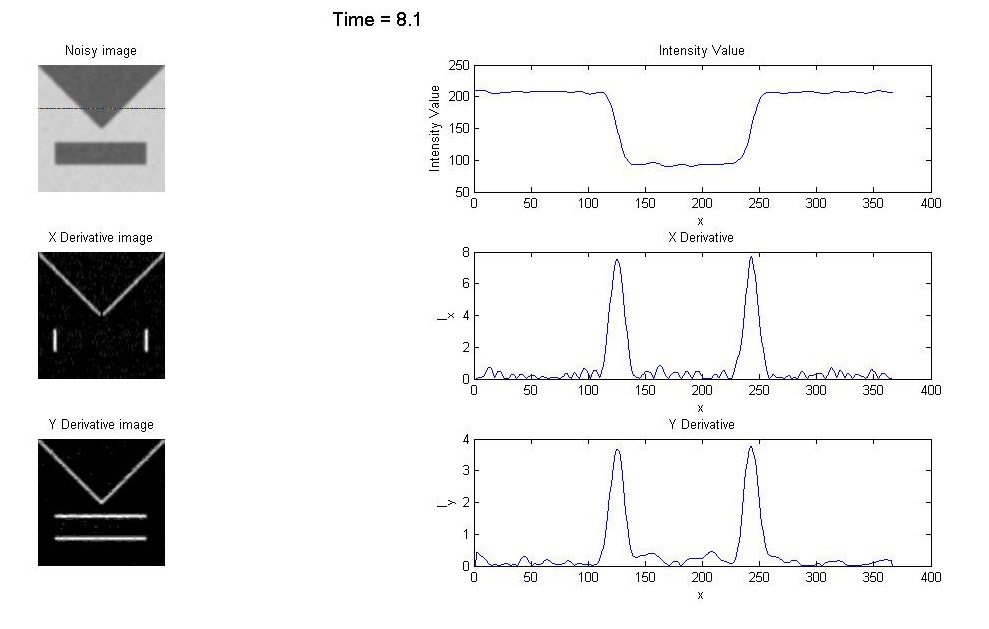 Time = 8.1
Noisy image
Intensity Value
Intensity Value
250
200
150
100
50
0 50 100 150 200 250 300 350 400
x
X Derivative image
X Derivative
I_x
8
6
4
2
0
0 50 100 150 200 250 300 350 400
x
Y Derivative image
Y Derivative
I_y
4
3
2
1
0
0 50 100 150 200 250 300 350 400
x